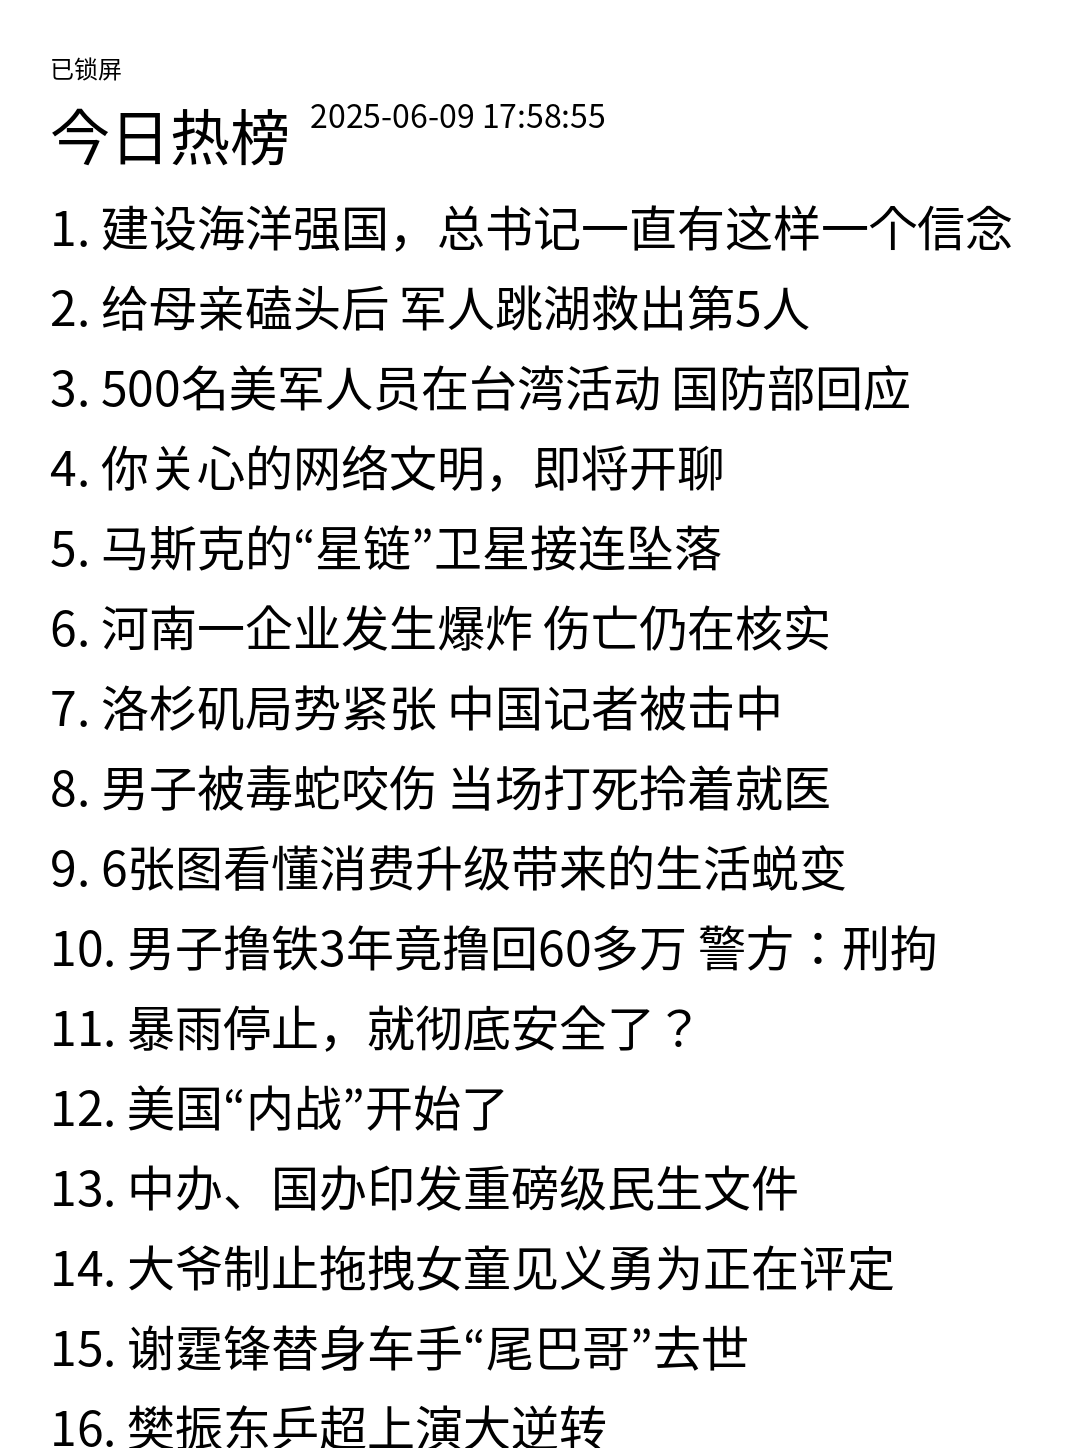 已锁屏
今日热榜 2025-06-09 17:58:55
1. 建设海洋强国，总书记一直有这样一个信念
2. 给母亲磕头后 军人跳湖救出第5人
3. 500名美军人员在台湾活动 国防部回应
4. 你关心的网络文明，即将开聊
5. 马斯克的“星链”卫星接连坠落
6. 河南一企业发生爆炸 伤亡仍在核实
7. 洛杉矶局势紧张 中国记者被击中
8. 男子被毒蛇咬伤 当场打死拎着就医
9. 6张图看懂消费升级带来的生活蜕变
10. 男子撸铁3年竟撸回60多万 警方：刑拘
11. 暴雨停止，就彻底安全了？
12. 美国“内战”开始了
13. 中办、国办印发重磅级民生文件
14. 大爷制止拖拽女童见义勇为正在评定
15. 谢霆锋替身车手“尾巴哥”去世
16. 樊振东乒超上演大逆转